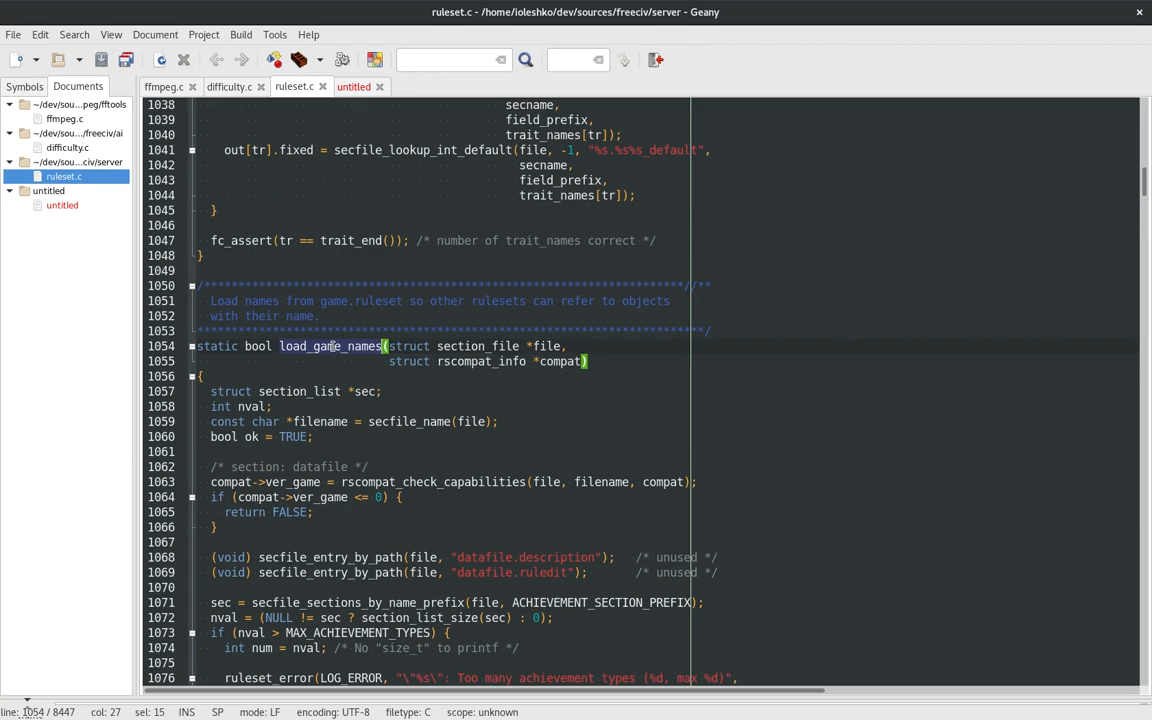 ruleset.c - /home/ioleshko/dev/sources/freeciv/server - Geany ×
File Edit Search View Document Project Build Tools Help
Symbols Documents ffmpeg.c difficulty.c ruleset.c untitled
~/dev/sou...peg/fftools
ffmpeg.c
~/dev/sou.../freeciv/ai
difficulty.c
~/dev/sou...civ/server
ruleset.c
untitled
untitled
1038 secname,
1039 field_prefix,
1040 trait_names[tr]);
1041 out[tr].fixed = secfile_lookup_int_default(file, -1, "%s.%s%s_default",
1042 secname,
1043 field_prefix,
1044 trait_names[tr]);
1045 }
1046
1047 fc_assert(tr == trait_end()); /* number of trait_names correct */
1048 }
1049
1050 /**********************************************************************//**
1051 Load names from game.ruleset so other rulesets can refer to objects
1052 with their name.
1053 **************************************************************************/
1054 static bool load_game_names(struct section_file *file,
1055 struct rscompat_info *compat)
1056 {
1057 struct section_list *sec;
1058 int nval;
1059 const char *filename = secfile_name(file);
1060 bool ok = TRUE;
1061
1062 /* section: datafile */
1063 compat->ver_game = rscompat_check_capabilities(file, filename, compat);
1064 if (compat->ver_game <= 0) {
1065 return FALSE;
1066 }
1067
1068 (void) secfile_entry_by_path(file, "datafile.description"); /* unused */
1069 (void) secfile_entry_by_path(file, "datafile.ruledit"); /* unused */
1070
1071 sec = secfile_sections_by_name_prefix(file, ACHIEVEMENT_SECTION_PREFIX);
1072 nval = (NULL != sec ? section_list_size(sec) : 0);
1073 if (nval > MAX_ACHIEVEMENT_TYPES) {
1074 int num = nval; /* No "size_t" to printf */
1075
1076 ruleset_error(LOG_ERROR, "\"%s\": Too many achievement types (%d, max %d)",
line: 1054 / 8447 col: 27 sel: 15 INS SP mode: LF encoding: UTF-8 filetype: C scope: unknown